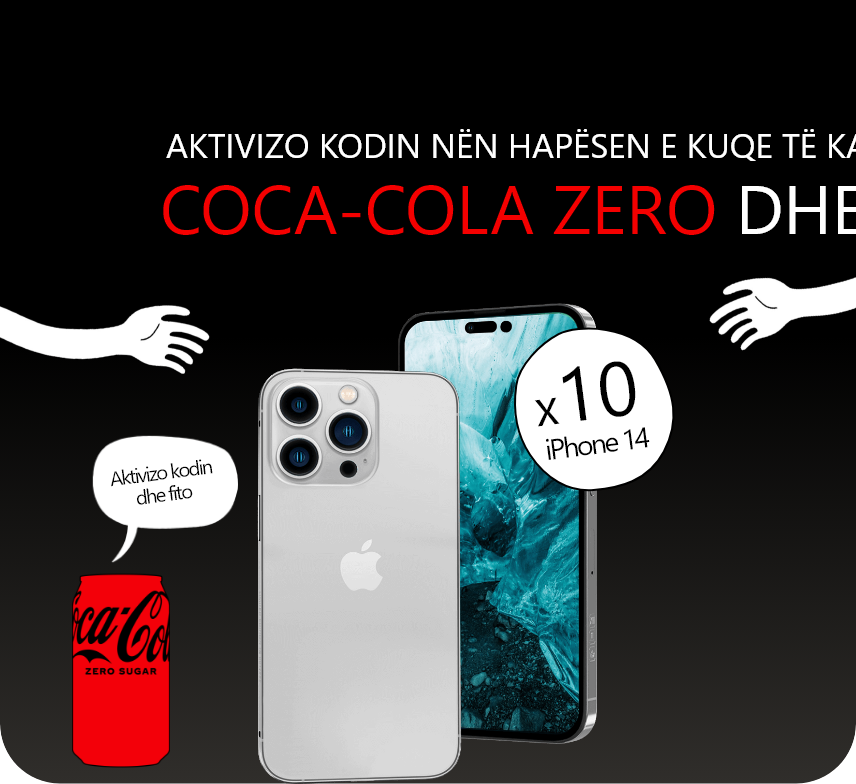 AKTIVIZO KODIN NËN HAPËSEN E KUQE TË KA
COCA-COLA ZERO DHE
x10
iPhone 14
Aktivizo kodin
dhe fito
Coca-Col
ZERO SUGAR